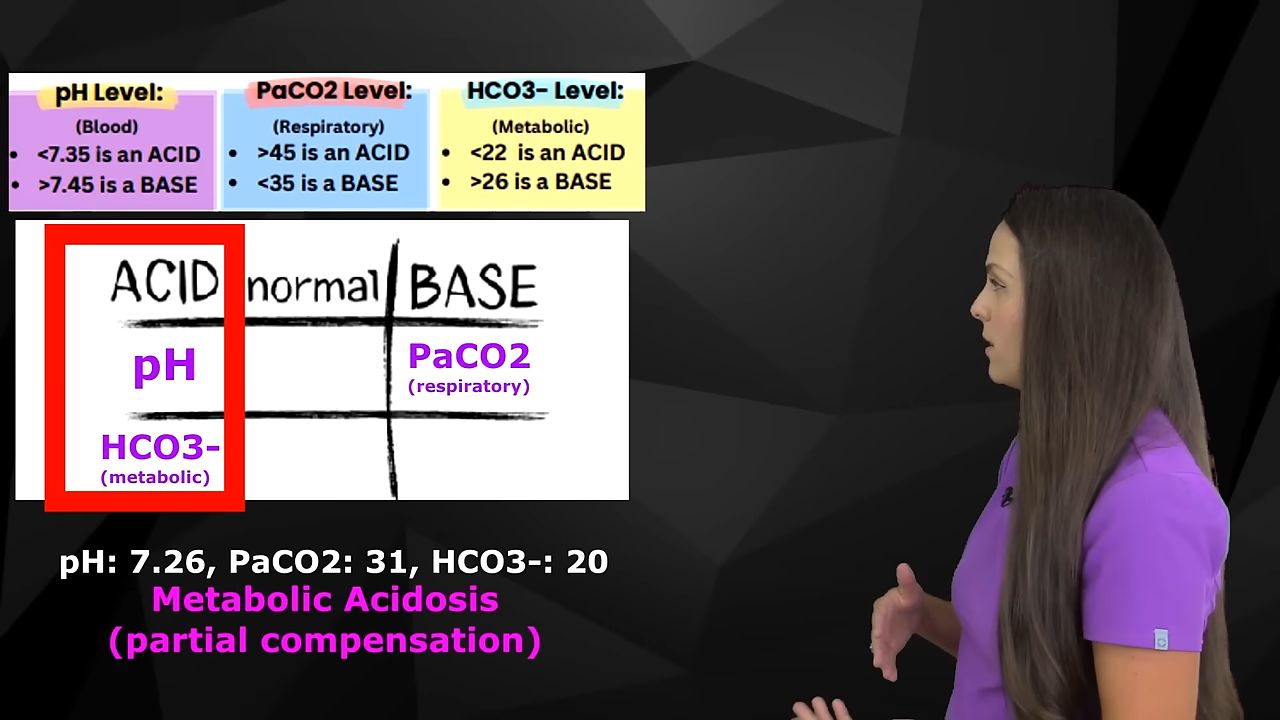 pH Level:
(Blood)
• <7.35 is an ACID
• >7.45 is a BASE
PaCO2 Level:
(Respiratory)
• >45 is an ACID
• <35 is a BASE
HCO3- Level:
(Metabolic)
• <22 is an ACID
• >26 is a BASE
ACID normal BASE
pH
PaCO2
(respiratory)
HCO3-
(metabolic)
pH: 7.26, PaCO2: 31, HCO3-: 20
Metabolic Acidosis
(partial compensation)